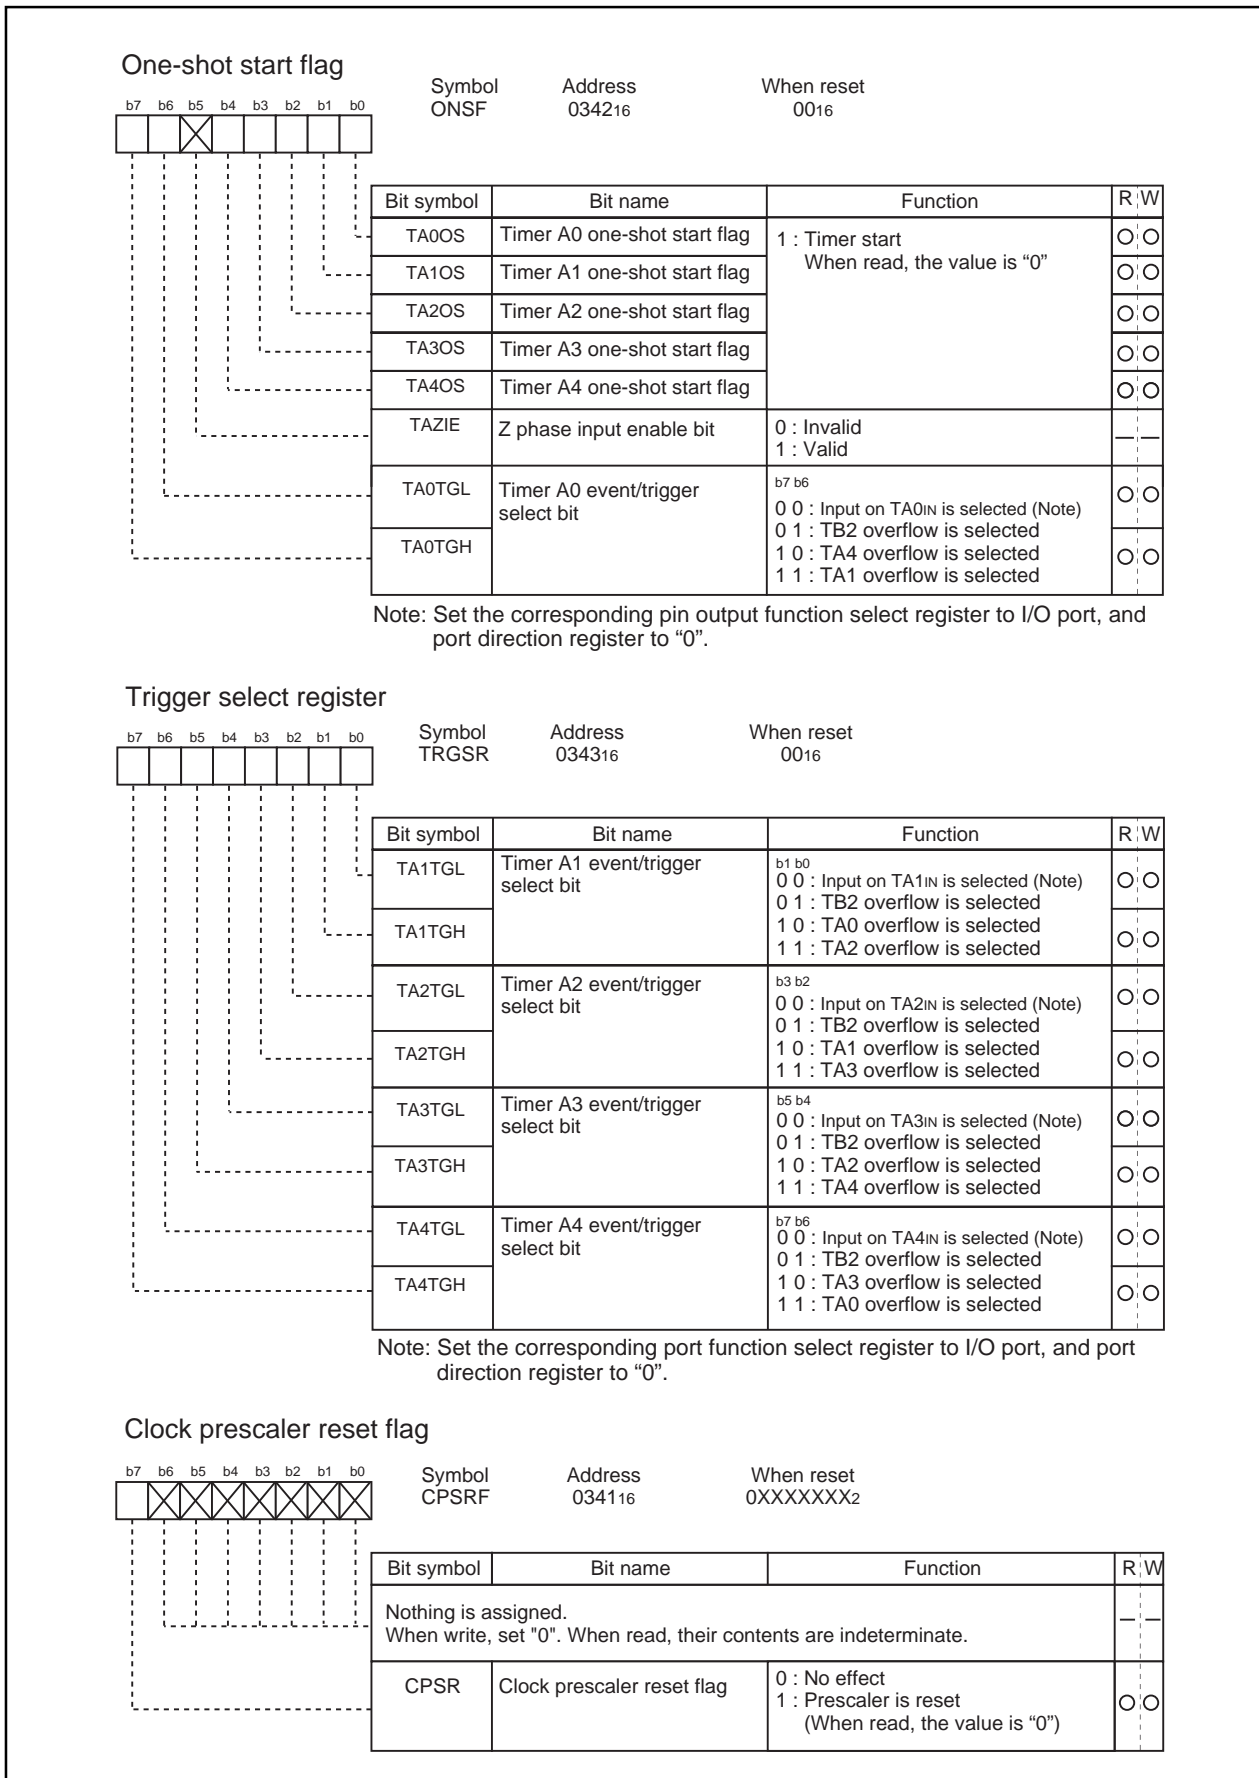 One-shot start flag
Symbol Address When reset
ONSF 034216 0016
b7 b6 b5 b4 b3 b2 b1 b0
Bit symbol Bit name Function R W
TA0OS Timer A0 one-shot start flag 1 : Timer start
When read, the value is “0”
TA1OS Timer A1 one-shot start flag
TA2OS Timer A2 one-shot start flag
TA3OS Timer A3 one-shot start flag
TA4OS Timer A4 one-shot start flag
TAZIE Z phase input enable bit 0 : Invalid
1 : Valid
TA0TGL Timer A0 event/trigger
select bit
b7 b6
0 0 : Input on TA0IN is selected (Note)
0 1 : TB2 overflow is selected
TA0TGH 1 0 : TA4 overflow is selected
1 1 : TA1 overflow is selected
Note: Set the corresponding pin output function select register to I/O port, and
port direction register to “0”.
Trigger select register
Symbol Address When reset
TRGSR 034316 0016
b7 b6 b5 b4 b3 b2 b1 b0
Bit symbol Bit name Function R W
TA1TGL Timer A1 event/trigger
select bit
b1 b0
0 0 : Input on TA1IN is selected (Note)
0 1 : TB2 overflow is selected
TA1TGH 1 0 : TA0 overflow is selected
1 1 : TA2 overflow is selected
TA2TGL Timer A2 event/trigger
select bit
b3 b2
0 0 : Input on TA2IN is selected (Note)
0 1 : TB2 overflow is selected
TA2TGH 1 0 : TA1 overflow is selected
1 1 : TA3 overflow is selected
TA3TGL Timer A3 event/trigger
select bit
b5 b4
0 0 : Input on TA3IN is selected (Note)
0 1 : TB2 overflow is selected
TA3TGH 1 0 : TA2 overflow is selected
1 1 : TA4 overflow is selected
TA4TGL Timer A4 event/trigger
select bit
b7 b6
0 0 : Input on TA4IN is selected (Note)
0 1 : TB2 overflow is selected
TA4TGH 1 0 : TA3 overflow is selected
1 1 : TA0 overflow is selected
Note: Set the corresponding port function select register to I/O port, and port
direction register to “0”.
Clock prescaler reset flag
Symbol Address When reset
CPSRF 034116 0XXXXXXX2
b7 b6 b5 b4 b3 b2 b1 b0
Bit symbol Bit name Function R W
Nothing is assigned.
When write, set "0". When read, their contents are indeterminate.
CPSR Clock prescaler reset flag 0 : No effect
1 : Prescaler is reset
(When read, the value is “0”)